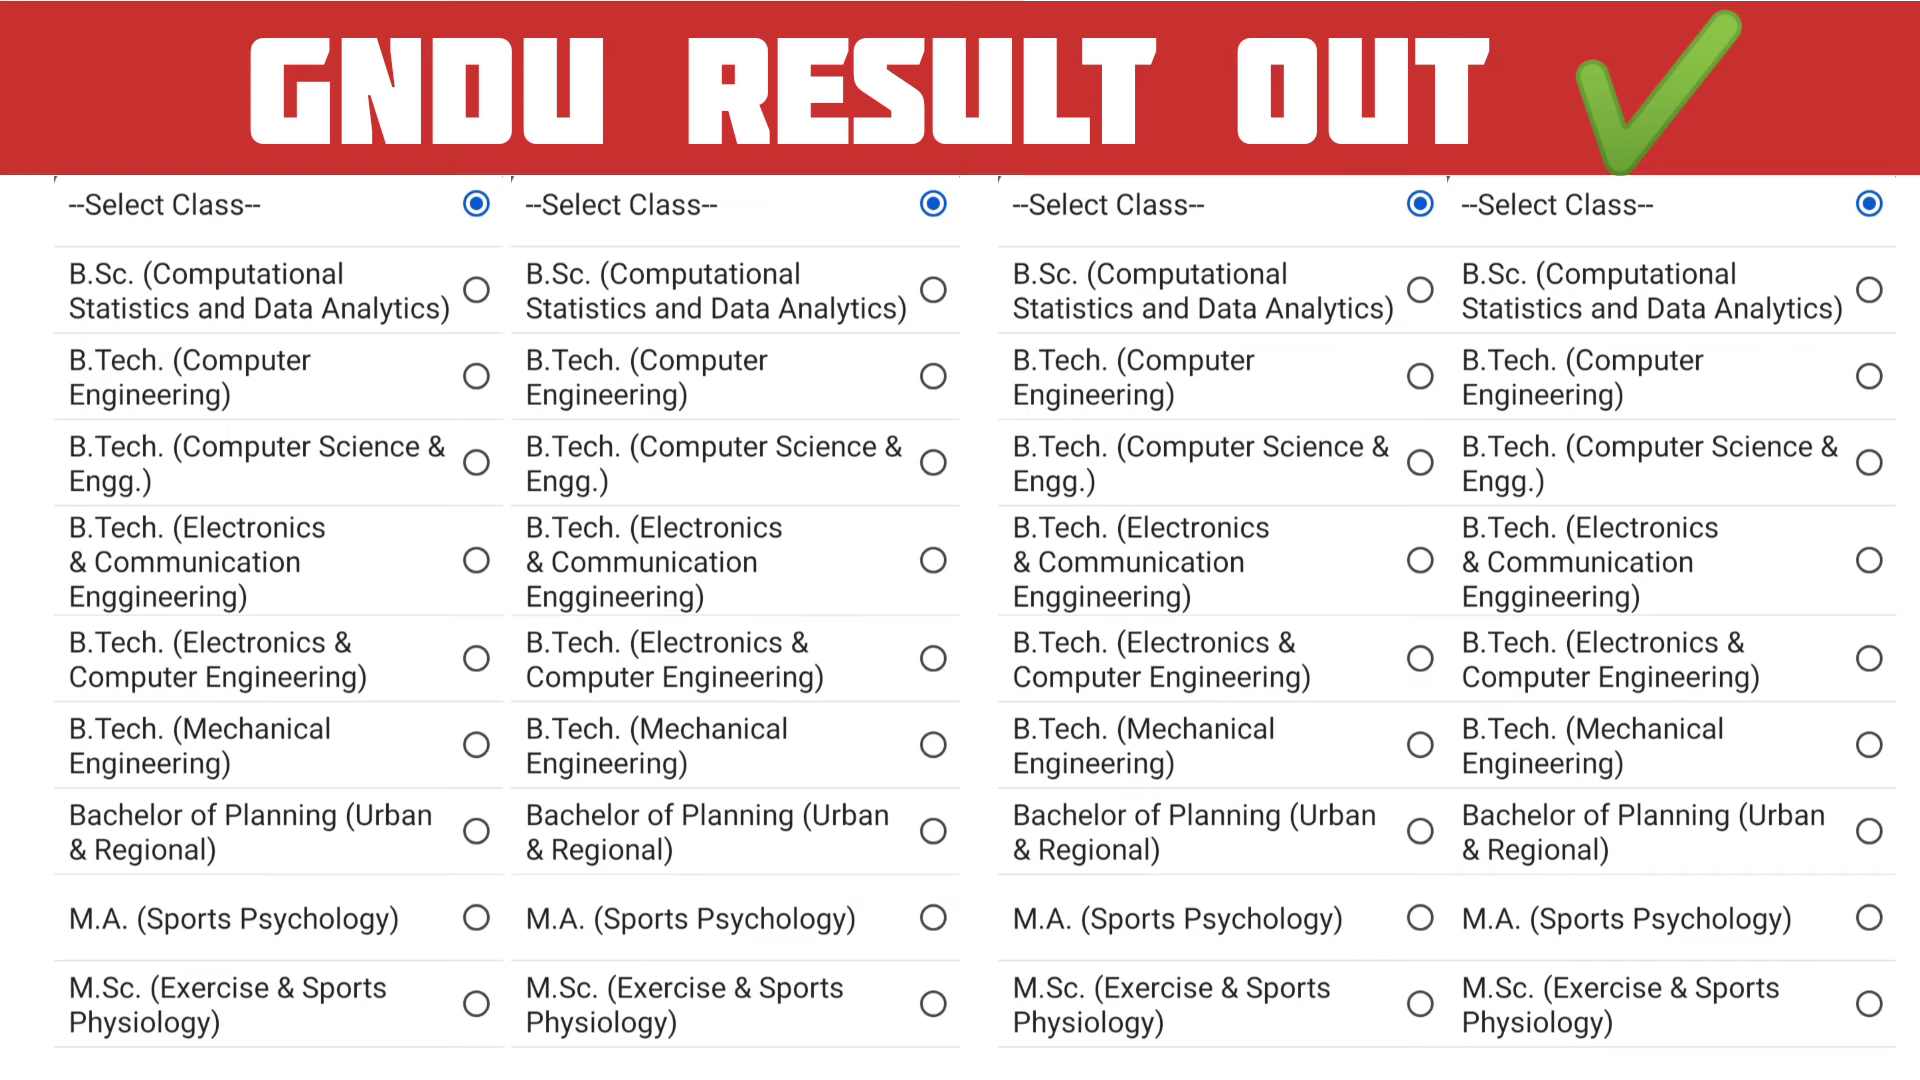 GNDU RESULT OUT
--Select Class--
B.Sc. (Computational
Statistics and Data Analytics)
B.Tech. (Computer
Engineering)
B.Tech. (Computer Science &
Engg.)
B.Tech. (Electronics
& Communication
Enggineering)
B.Tech. (Electronics &
Computer Engineering)
B.Tech. (Mechanical
Engineering)
Bachelor of Planning (Urban
& Regional)
M.A. (Sports Psychology)
M.Sc. (Exercise & Sports
Physiology)
--Select Class--
B.Sc. (Computational
Statistics and Data Analytics)
B.Tech. (Computer
Engineering)
B.Tech. (Computer Science &
Engg.)
B.Tech. (Electronics
& Communication
Enggineering)
B.Tech. (Electronics &
Computer Engineering)
B.Tech. (Mechanical
Engineering)
Bachelor of Planning (Urban
& Regional)
M.A. (Sports Psychology)
M.Sc. (Exercise & Sports
Physiology)
--Select Class--
B.Sc. (Computational
Statistics and Data Analytics)
B.Tech. (Computer
Engineering)
B.Tech. (Computer Science &
Engg.)
B.Tech. (Electronics
& Communication
Enggineering)
B.Tech. (Electronics &
Computer Engineering)
B.Tech. (Mechanical
Engineering)
Bachelor of Planning (Urban
& Regional)
M.A. (Sports Psychology)
M.Sc. (Exercise & Sports
Physiology)
--Select Class--
B.Sc. (Computational
Statistics and Data Analytics)
B.Tech. (Computer
Engineering)
B.Tech. (Computer Science &
Engg.)
B.Tech. (Electronics
& Communication
Enggineering)
B.Tech. (Electronics &
Computer Engineering)
B.Tech. (Mechanical
Engineering)
Bachelor of Planning (Urban
& Regional)
M.A. (Sports Psychology)
M.Sc. (Exercise & Sports
Physiology)